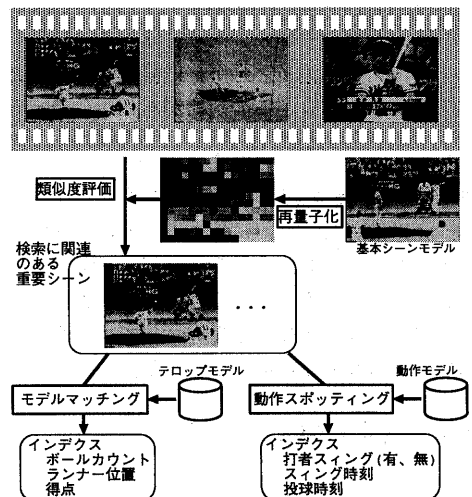 類似度評価
再量子化
基本シーンモデル
検索に関連
のある
重要シーン
・・・
テロップモデル
動作モデル
モデルマッチング
動作スポッティング
インデクス
ボールカウント
ランナー位置
得点
インデクス
打者スィング(有、無)
スィング時刻
投球時刻